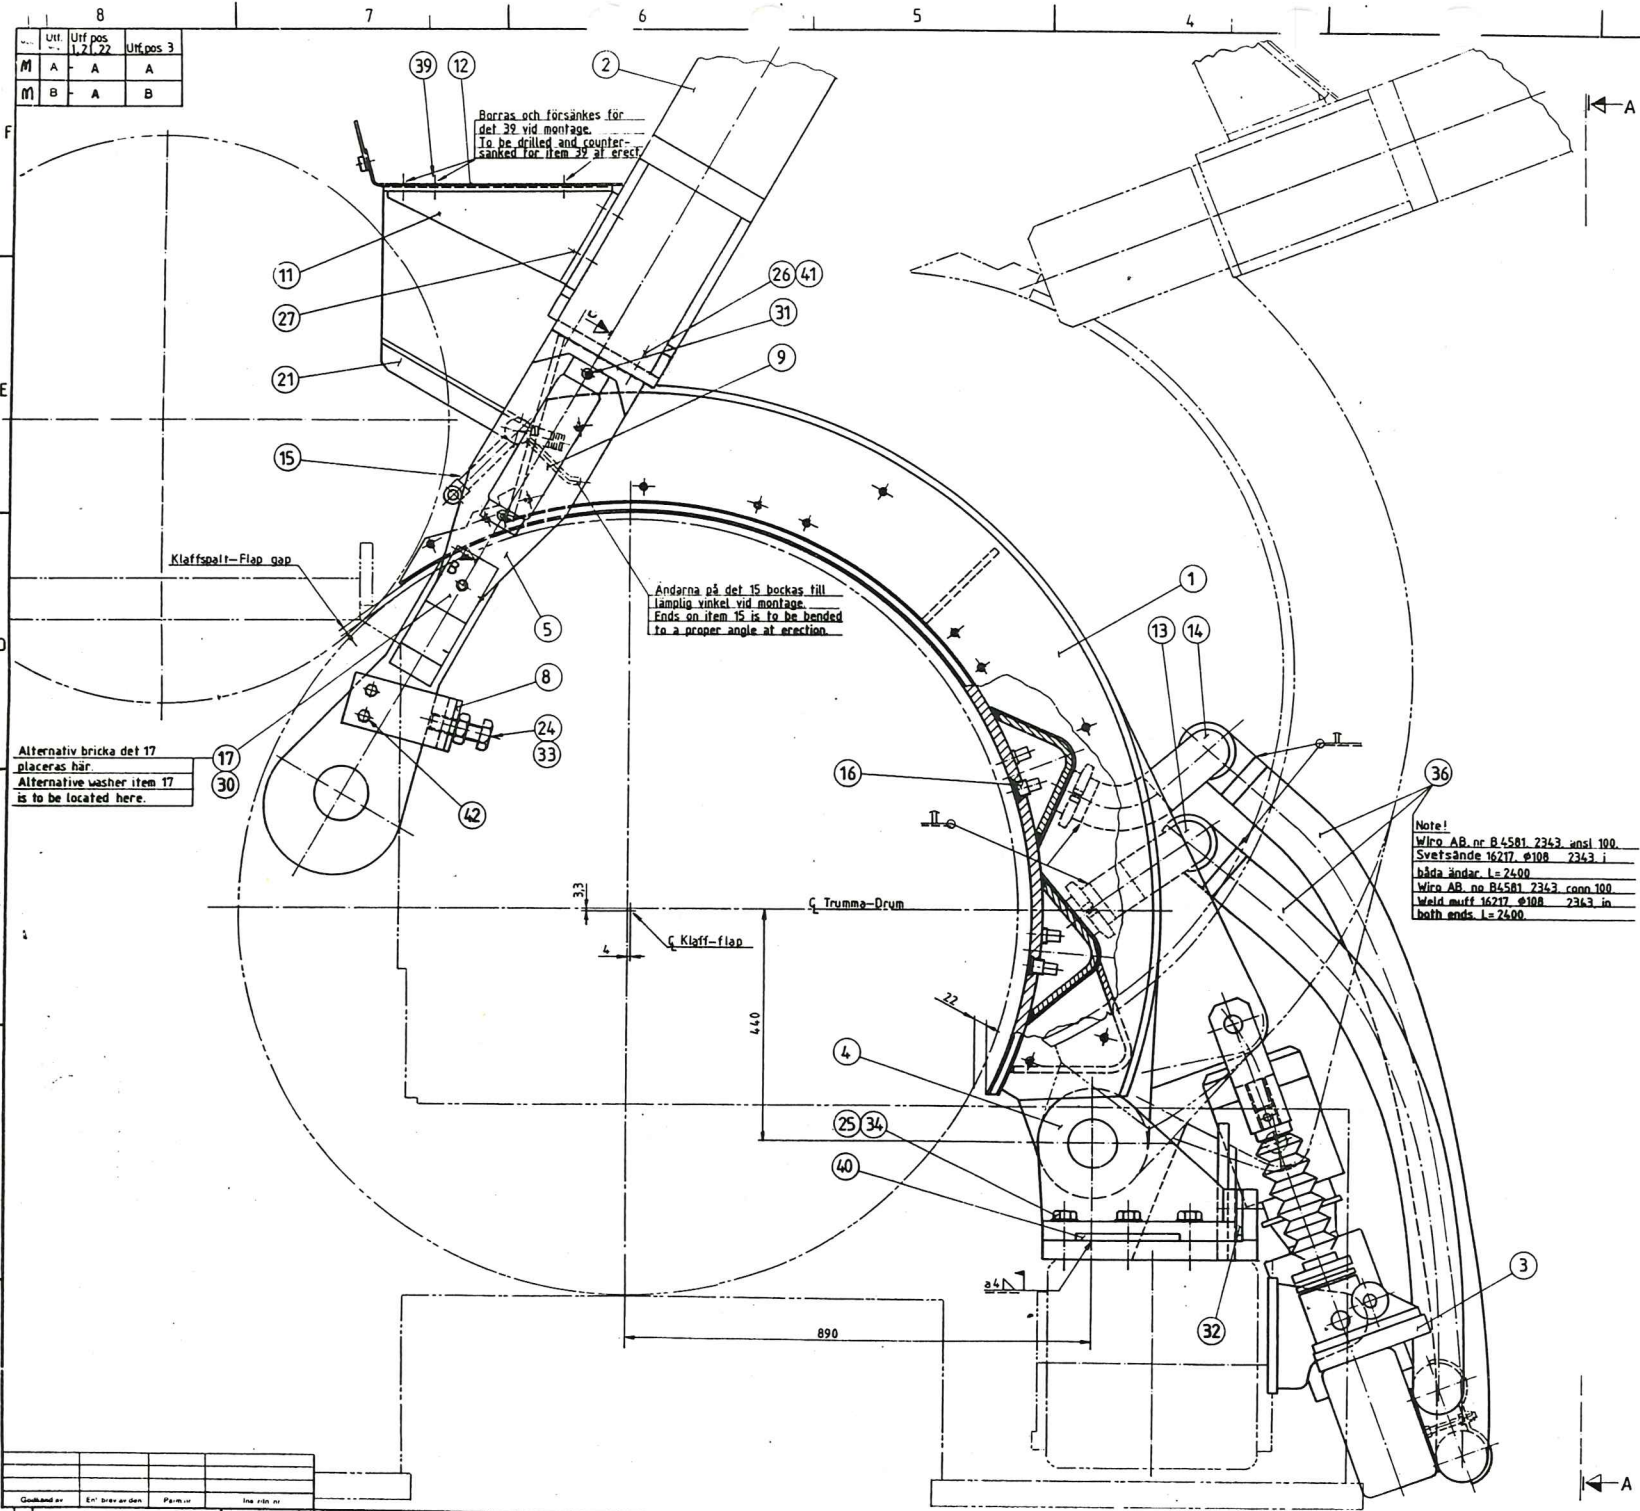 8 7 6 5 4
Utf. Utf pos Utf.pos 3
1,21,22
M A - A A
M B - A B
F
E
A
39 12 2
Borras och försänkes för
det 39 vid montage.
To be drilled and counter-
sanked for item 39 at erect.
11
27
26 41
31
9
21
15
Klaffspalt-Flap gap
B
Ändarna på det 15 bockas till
lämplig vinkel vid montage.
Ends on item 15 is to be bended
to a proper angle at erection.
5
1
13 14
8
24
33
Alternativ bricka det 17
placeras här.
Alternative washer item 17
is to be located here.
17
30
42
16
II
II
36
Note!
Wiro AB. nr B 4581. 2343. ansl 100.
Svetsände 16217. Ø108 2343. i
båda ändar. L=2400
Wiro AB. no B4581. 2343. conn 100
Weld muff 16217. Ø108 2343. in
both ends. L=2400.
3,3
℄ Trumma-Drum
℄ Klaff-flap
4
22
440
4
25 34
40
a4
890
32
3
A
Godkänd av